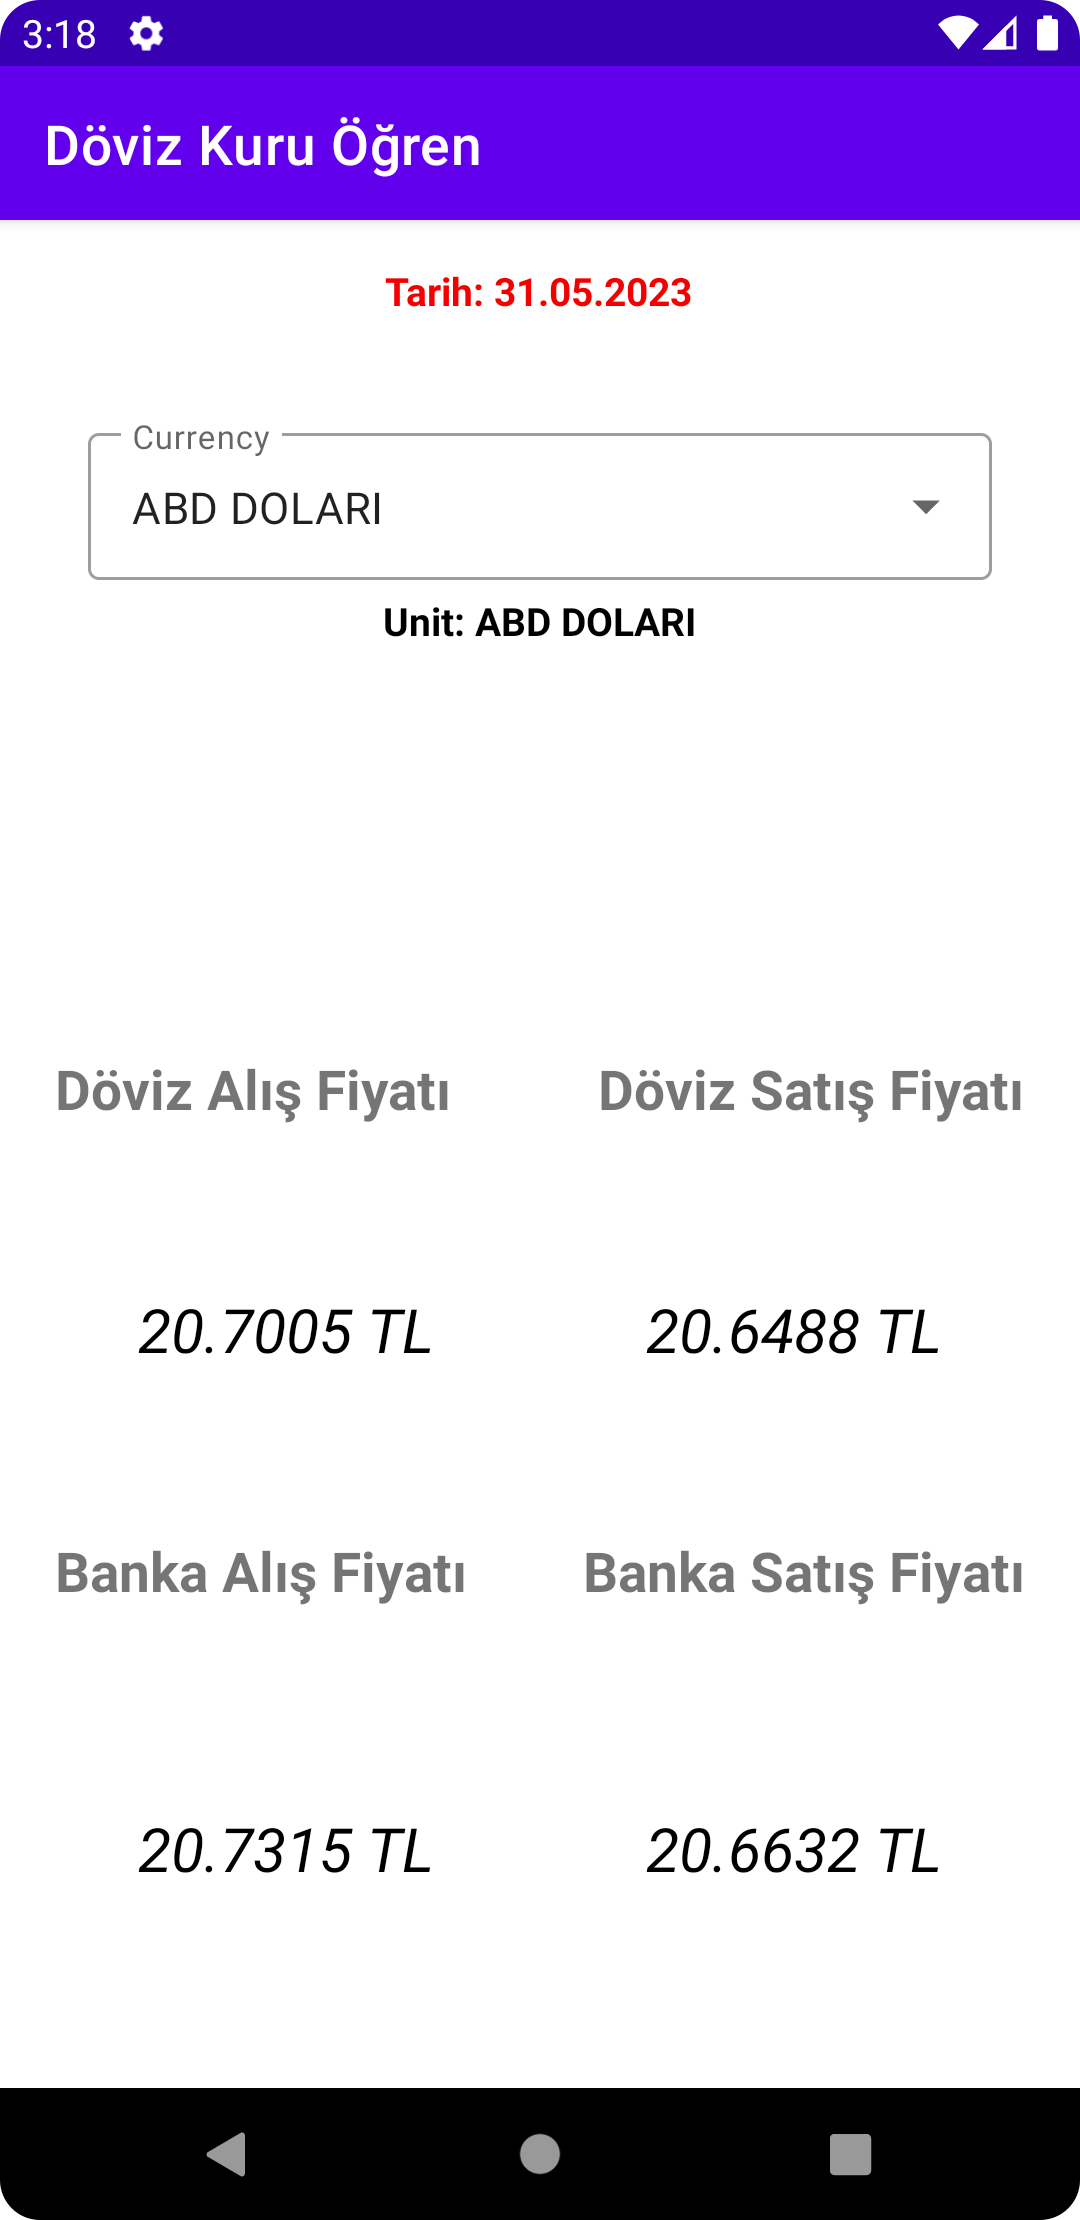 3:18
Döviz Kuru Öğren
Tarih: 31.05.2023
Currency
ABD DOLARI
Unit: ABD DOLARI
Döviz Alış Fiyatı
Döviz Satış Fiyatı
20.7005 TL
20.6488 TL
Banka Alış Fiyatı
Banka Satış Fiyatı
20.7315 TL
20.6632 TL